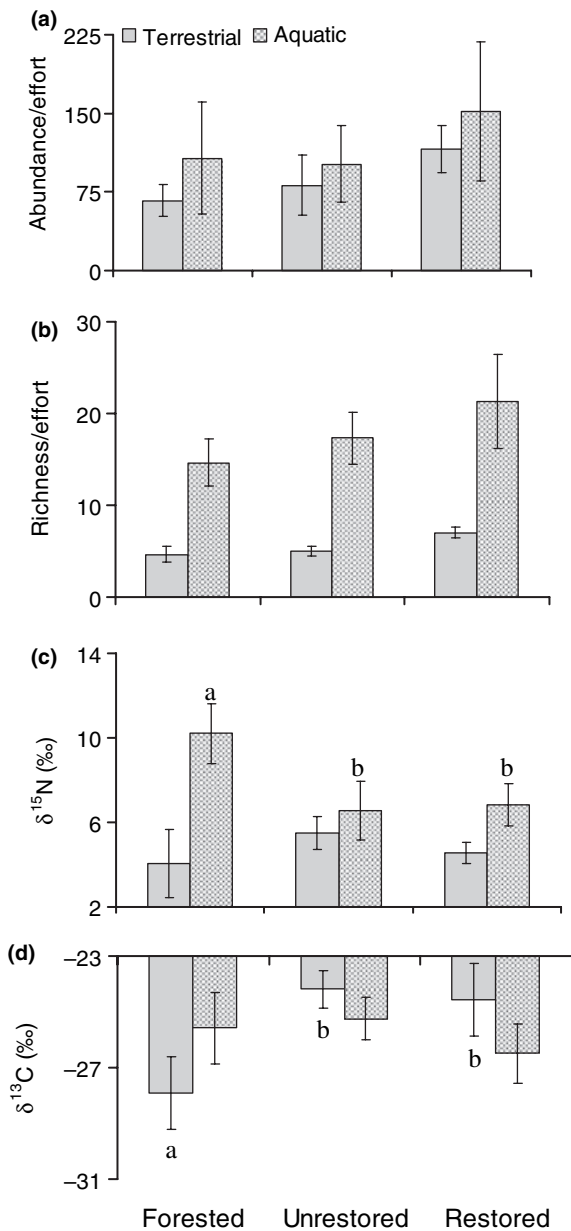 (a)
225
Terrestrial Aquatic
150
75
0
Abundance/effort
(b)
30
20
10
0
Richness/effort
(c)
14
a
10
b b
6
2
δ15N (‰)
(d)
−23
b b
−27
a
−31
δ13C (‰)
Forested Unrestored Restored